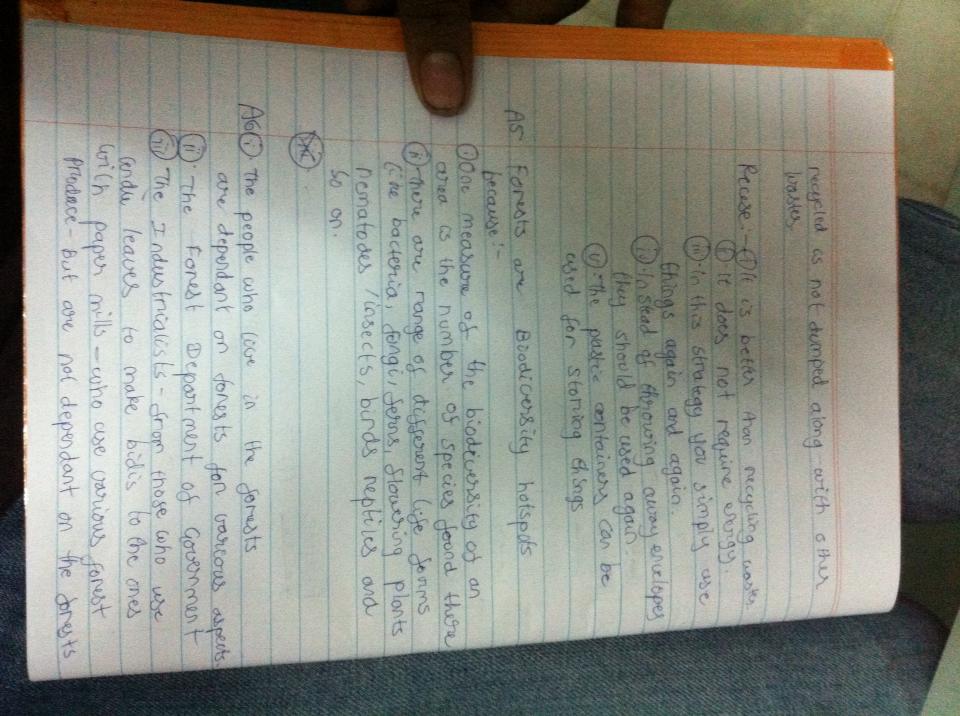 recycled is not dumped along with other
wastes
Recuse:- (i) It is better than recycling waste
(ii) It does not require energy.
(iii) In this strategy you simply use
things again and again.
(iv) Instead of throwing away envelopes
they should be used again.
(v) The pastic containers can be
used for storing things
A5 Forests are Biodiversity hotspots
because:-
(i) One measure of the biodiversity of an
area is the number of species found there
(ii) There are range of different life forms
like bacteria, fungi, ferns, flowering plants
nematodes, insects, birds reptiles and
so on.
A6 (i). The people who live in the forests
are dependant on forests for various aspects.
(ii). The Forest Department of Government
(iii) The Industrialists - from those who use
tendu leaves to make bidis to the ones
with paper mills - who use various forest
produce - but are not dependant on the forests